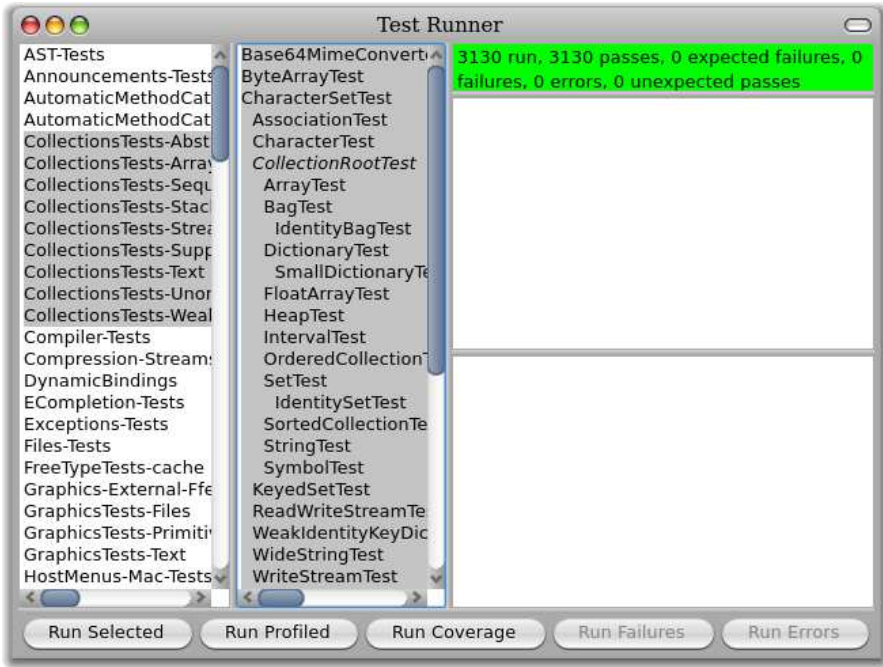 Test Runner
AST-Tests
Announcements-Tests
AutomaticMethodCat
AutomaticMethodCat
CollectionsTests-Abst
CollectionsTests-Array
CollectionsTests-Sequ
CollectionsTests-Stac
CollectionsTests-Strea
CollectionsTests-Supp
CollectionsTests-Text
CollectionsTests-Unor
CollectionsTests-Weak
Compiler-Tests
Compression-Streams
DynamicBindings
ECompletion-Tests
Exceptions-Tests
Files-Tests
FreeTypeTests-cache
Graphics-External-Ffe
GraphicsTests-Files
GraphicsTests-Primitiv
GraphicsTests-Text
HostMenus-Mac-Tests
Base64MimeConverte
ByteArrayTest
CharacterSetTest
AssociationTest
CharacterTest
CollectionRootTest
ArrayTest
BagTest
IdentityBagTest
DictionaryTest
SmallDictionaryTe
FloatArrayTest
HeapTest
IntervalTest
OrderedCollectionT
SetTest
IdentitySetTest
SortedCollectionTe
StringTest
SymbolTest
KeyedSetTest
ReadWriteStreamTe
WeakIdentityKeyDic
WideStringTest
WriteStreamTest
3130 run, 3130 passes, 0 expected failures, 0
failures, 0 errors, 0 unexpected passes
Run Selected
Run Profiled
Run Coverage
Run Failures
Run Errors